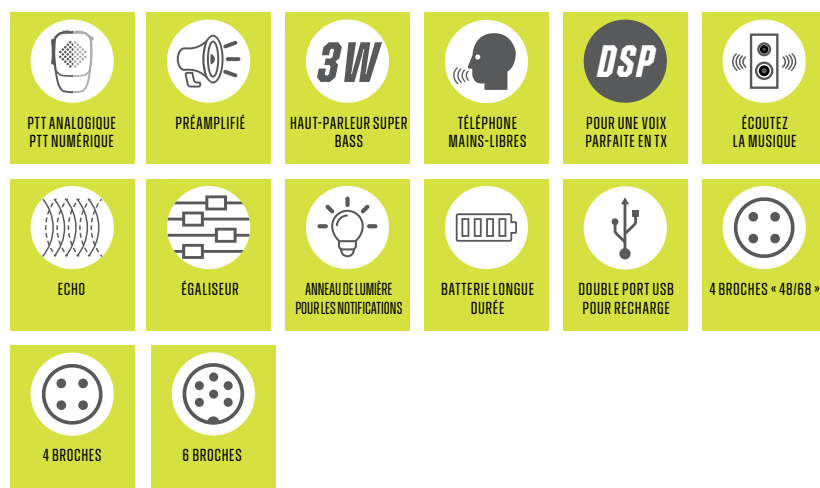 PTT ANALOGIQUE
PTT NUMÉRIQUE
PRÉAMPLIFIÉ
3W
HAUT-PARLEUR SUPER
BASS
TÉLÉPHONE
MAINS-LIBRES
DSP
POUR UNE VOIX
PARFAITE EN TX
ÉCOUTEZ
LA MUSIQUE
ECHO
ÉGALISEUR
ANNEAU DE LUMIÈRE
POUR LES NOTIFICATIONS
BATTERIE LONGUE
DURÉE
DOUBLE PORT USB
POUR RECHARGE
4 BROCHES « 48/68 »
4 BROCHES
6 BROCHES